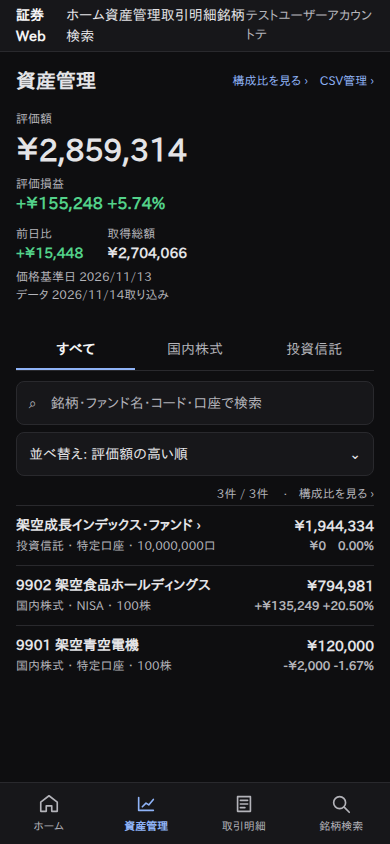 証券 ホーム資産管理取引明細銘柄テストユーザーアカウン
Web 検索 トテ
資産管理 構成比を見る › CSV管理 ›
評価額
¥2,859,314
評価損益
+¥155,248 +5.74%
前日比 取得総額
+¥15,448 ¥2,704,066
価格基準日 2026/11/13
データ 2026/11/14取り込み
すべて 国内株式 投資信託
銘柄・ファンド名・コード・口座で検索
並べ替え: 評価額の高い順
3件 / 3件 · 構成比を見る ›
架空成長インデックス・ファンド › ¥1,944,334
投資信託・特定口座・10,000,000口 ¥0 0.00%
9902 架空食品ホールディングス ¥794,981
国内株式・NISA・100株 +¥135,249 +20.50%
9901 架空青空電機 ¥120,000
国内株式・特定口座・100株 -¥2,000 -1.67%
ホーム 資産管理 取引明細 銘柄検索